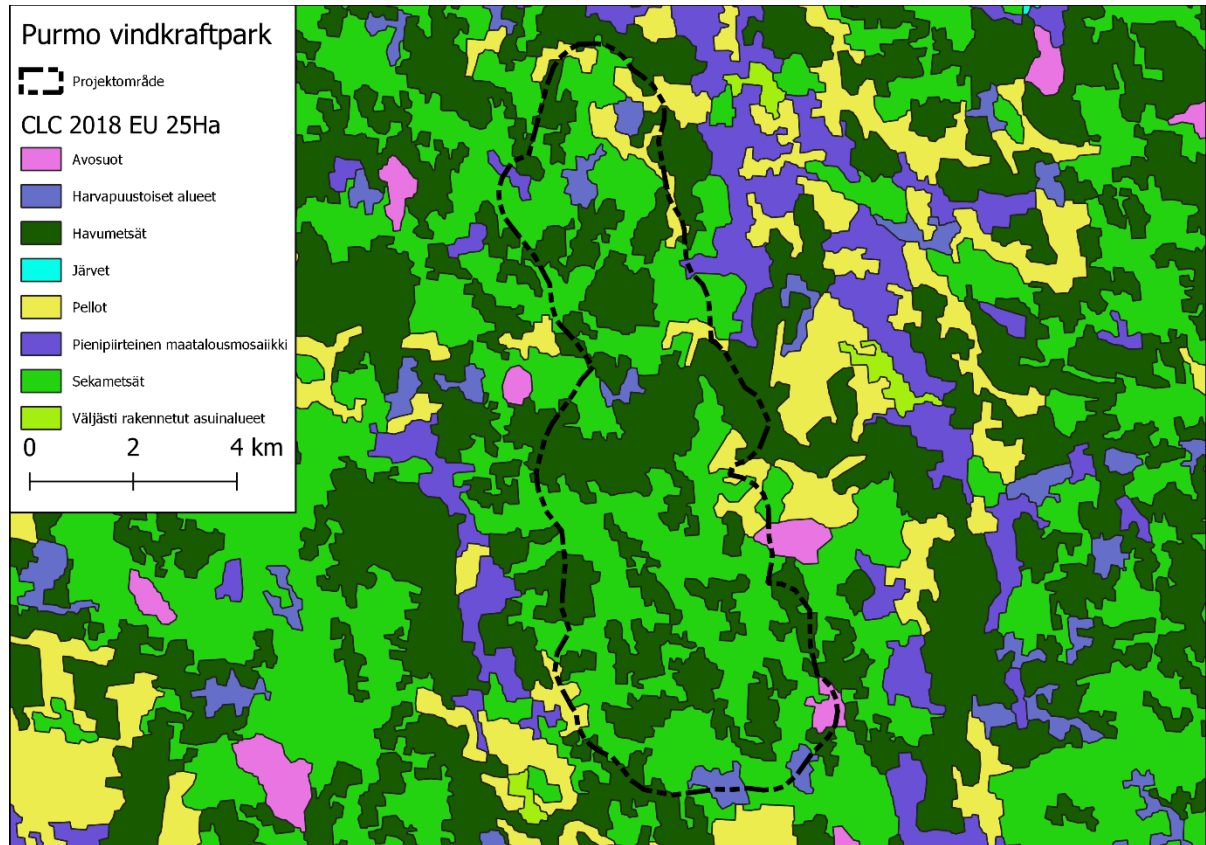 Purmo vindkraftpark
Projektområde
CLC 2018 EU 25Ha
Avosuot
Harvapuustoiset alueet
Havumetsät
Järvet
Pellot
Pienipiirteinen maatalousmosaiikki
Sekametsät
Väljästi rakennetut asuinalueet
0 2 4 km